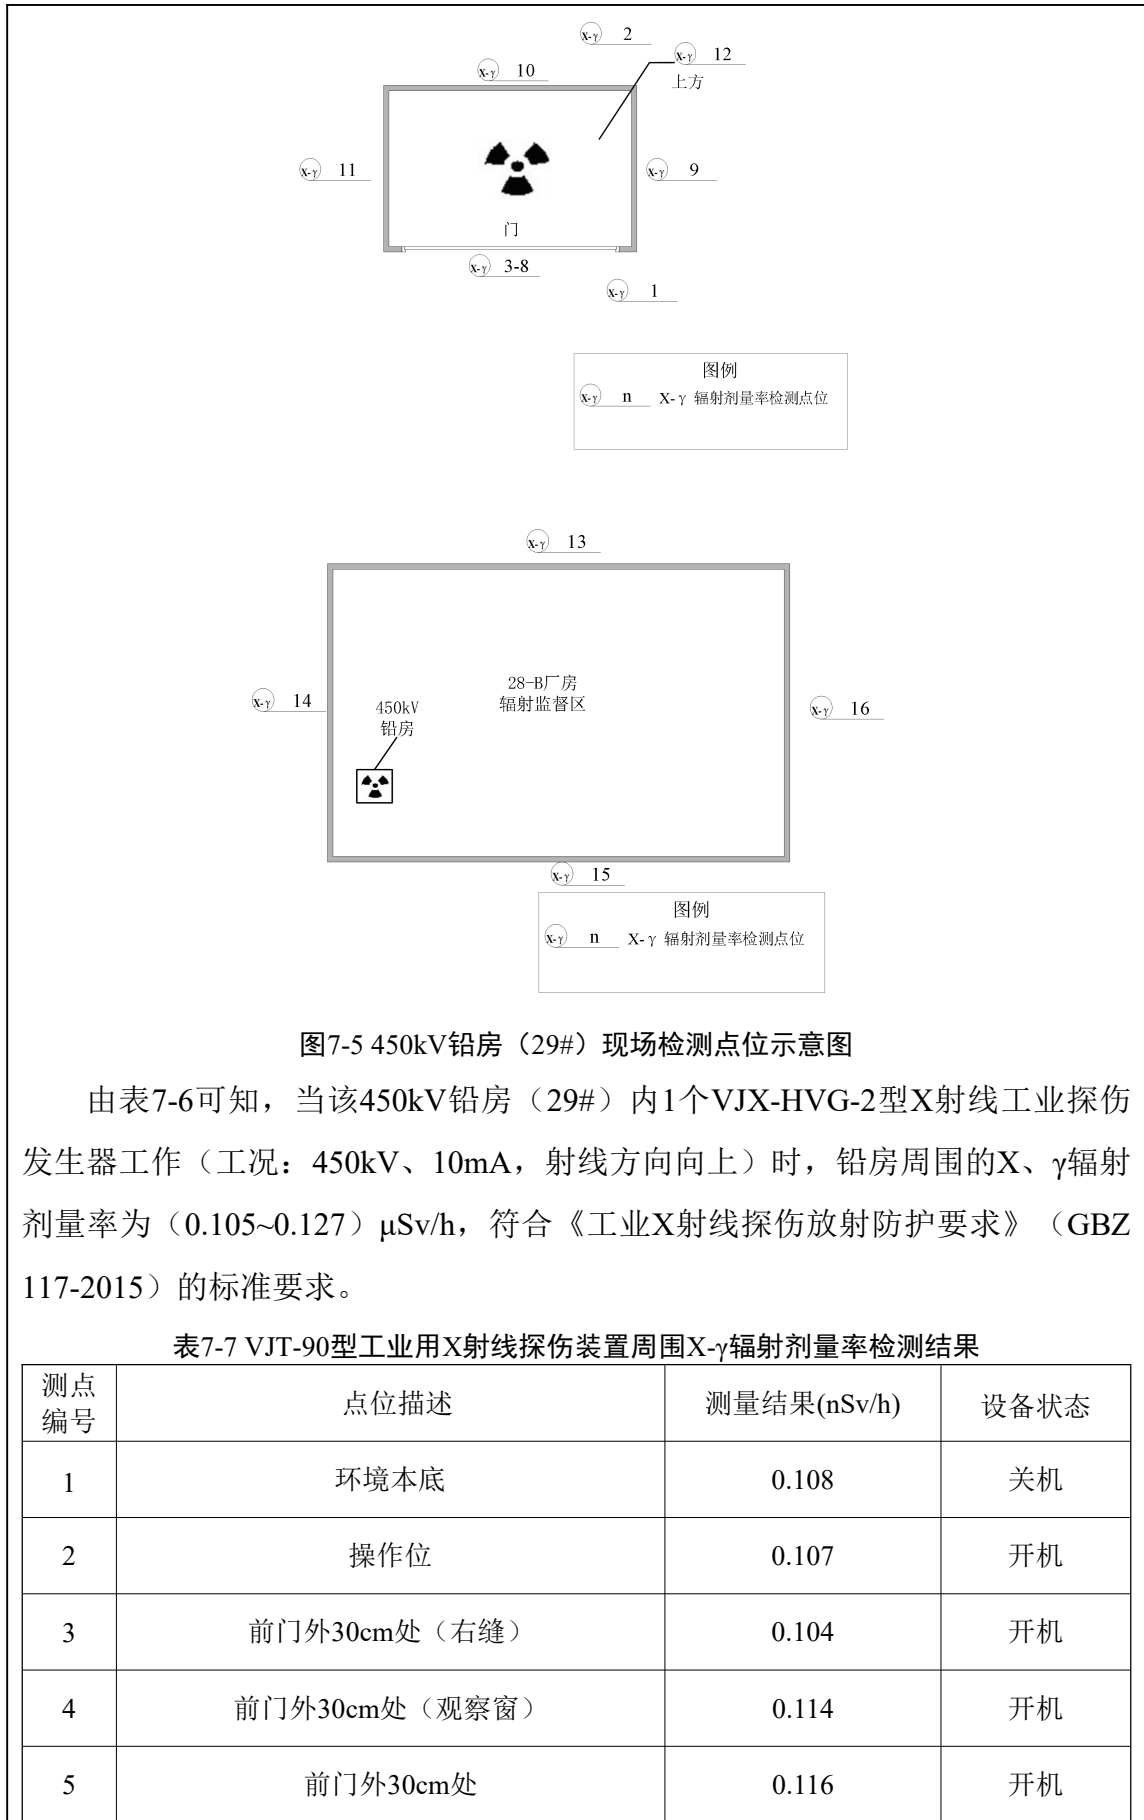 X-γ 2
X-γ 12
上方
X-γ 10
X-γ 11
X-γ 9
门
X-γ 3-8
X-γ 1
图例
X-γ n X-γ 辐射剂量率检测点位
X-γ 13
28-B厂房
辐射监督区
X-γ 14
450kV
铅房
X-γ 16
X-γ 15
图例
X-γ n X-γ 辐射剂量率检测点位
图7-5 450kV铅房（29#）现场检测点位示意图
由表7-6可知，当该450kV铅房（29#）内1个VJX-HVG-2型X射线工业探伤
发生器工作（工况：450kV、10mA，射线方向向上）时，铅房周围的X、γ辐射
剂量率为（0.105~0.127）μSv/h，符合《工业X射线探伤放射防护要求》（GBZ
117-2015）的标准要求。
表7-7 VJT-90型工业用X射线探伤装置周围X-γ辐射剂量率检测结果
测点编号 点位描述 测量结果(nSv/h) 设备状态
1 环境本底 0.108 关机
2 操作位 0.107 开机
3 前门外30cm处（右缝） 0.104 开机
4 前门外30cm处（观察窗） 0.114 开机
5 前门外30cm处 0.116 开机